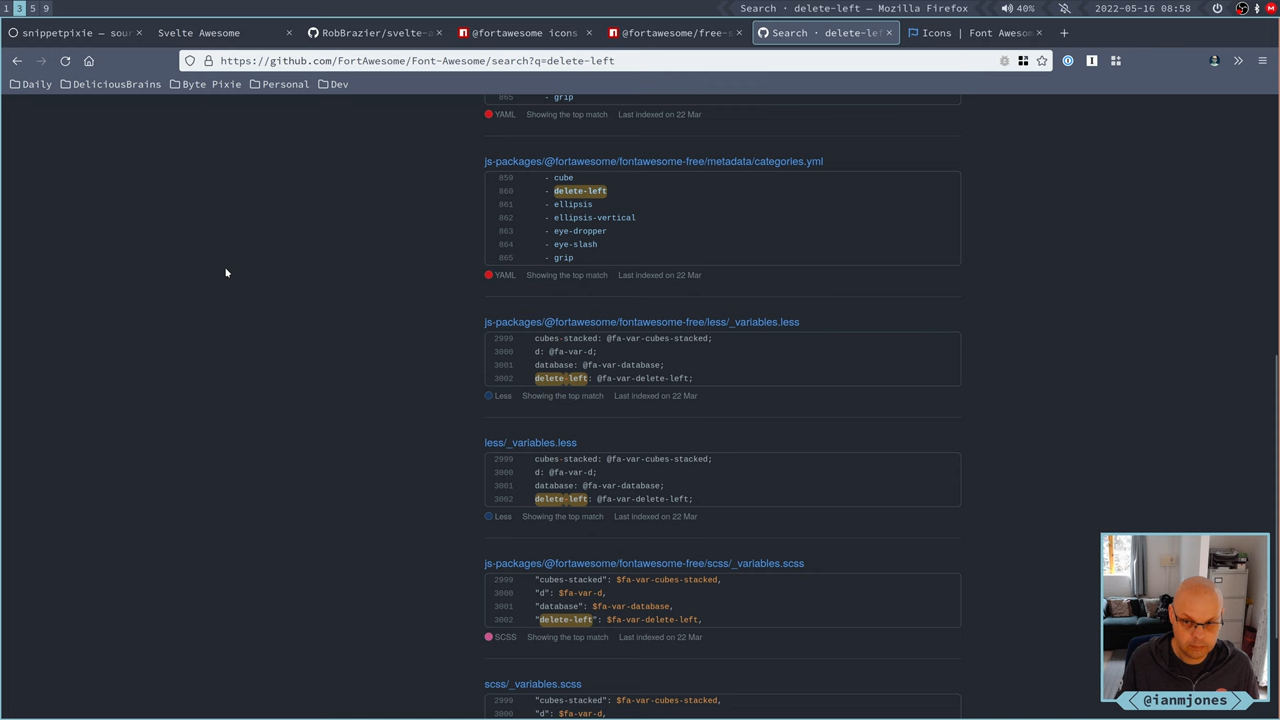 1 3 5 9
Search · delete-left — Mozilla Firefox
40%
2022-05-16 08:58
snippetpixie — sour
Svelte Awesome
RobBrazier/svelte-a
@fortawesome icons
@fortawesome/free-s
Search · delete-lef
Icons | Font Awesom
https://github.com/FortAwesome/Font-Awesome/search?q=delete-left
Daily
DeliciousBrains
Byte Pixie
Personal
Dev
865 - grip
YAML Showing the top match Last indexed on 22 Mar
js-packages/@fortawesome/fontawesome-free/metadata/categories.yml
859 - cube
860 - delete-left
861 - ellipsis
862 - ellipsis-vertical
863 - eye-dropper
864 - eye-slash
865 - grip
YAML Showing the top match Last indexed on 22 Mar
js-packages/@fortawesome/fontawesome-free/less/_variables.less
2999 cubes-stacked: @fa-var-cubes-stacked;
3000 d: @fa-var-d;
3001 database: @fa-var-database;
3002 delete-left: @fa-var-delete-left;
Less Showing the top match Last indexed on 22 Mar
less/_variables.less
2999 cubes-stacked: @fa-var-cubes-stacked;
3000 d: @fa-var-d;
3001 database: @fa-var-database;
3002 delete-left: @fa-var-delete-left;
Less Showing the top match Last indexed on 22 Mar
js-packages/@fortawesome/fontawesome-free/scss/_variables.scss
2999 "cubes-stacked": $fa-var-cubes-stacked,
3000 "d": $fa-var-d,
3001 "database": $fa-var-database,
3002 "delete-left": $fa-var-delete-left,
SCSS Showing the top match Last indexed on 22 Mar
scss/_variables.scss
2999 "cubes-stacked": $fa-var-cubes-stacked,
3000 "d": $fa-var-d,
@ianmjones